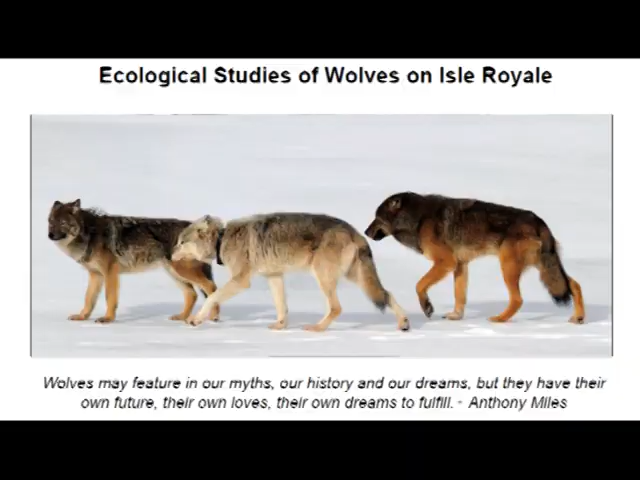 Ecological Studies of Wolves on Isle Royale
Wolves may feature in our myths, our history and our dreams, but they have their
own future, their own loves, their own dreams to fulfill. - Anthony Miles